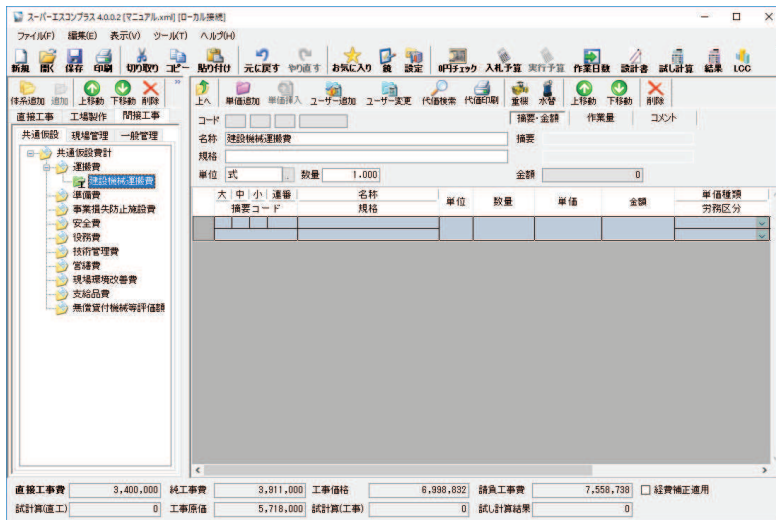 スーパーエスコンプラス 4.0.0.2 [マニュアル.xml] [ローカル接続]
ファイル(F) 編集(E) 表示(V) ツール(T) ヘルプ(H)
新規 開く 保存 印刷 切り取り コピー 貼り付け 元に戻す やり直す お気に入り 鏡 設定 0円チェック 入札予算 実行予算 作業日数 設計書 試し計算 結果 LCC
体系追加 追加 上移動 下移動 削除 »
上へ 単価追加 単価挿入 ユーザー追加 ユーザー変更 代価検索 代価印刷 重機 水替 上移動 下移動 削除
直接工事 工場製作 間接工事
共通仮設 現場管理 一般管理
共通仮設費計
運搬費
建設機械運搬費
準備費
事業損失防止施設費
安全費
役務費
技術管理費
営繕費
現場環境改善費
支給品費
無償貸付機械等評価額
コード
摘要・金額 作業量 コメント
名称 建設機械運搬費 摘要
規格
単位 式 .. 数量 1.000 金額 0
大 中 小 連番 名称 単位 数量 単価 金額 単価種類
摘要コード 規格 労務区分
直接工事費 3,400,000 純工事費 3,911,000 工事価格 6,998,832 請負工事費 7,558,738 経費補正適用
試計算(直工) 0 工事原価 5,718,000 試計算(工事) 0 試し計算結果 0